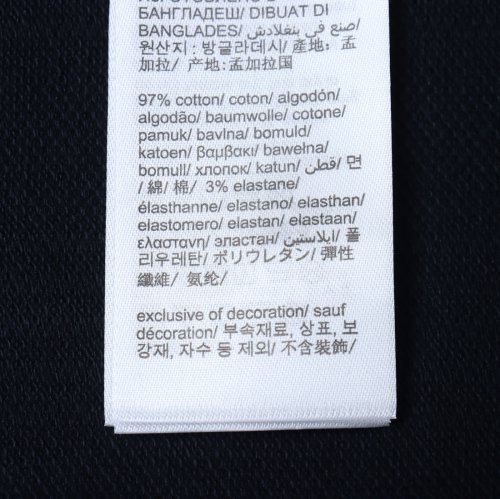 БАНГЛАДЕШ/ DIBUAT DI
BANGLADES/ صنع في بنغلادش/
원산지 : 방글라데시/ 產地: 孟
加拉/ 产地:孟加拉国
97% cotton/ coton/ algodón/
algodão/ baumwolle/ cotone/
pamuk/ bavlna/ bomuld/
katoen/ βαμβακι/ bawełna/
bomull/ хлопок/ katun/ قطن/ 면
/ 綿/ 棉/ 3% elastane/
élasthanne/ elastano/ elasthan/
elastomero/ elastan/ elastaan/
ελαστανη/ эластан/ ايلاستين/ 폴
리우레탄/ ポリウレタン/ 彈性
纖維/ 氨纶/
exclusive of decoration/ sauf
décoration/ 부속재료, 상표, 보
강재, 자수 등 제외/ 不含裝飾/